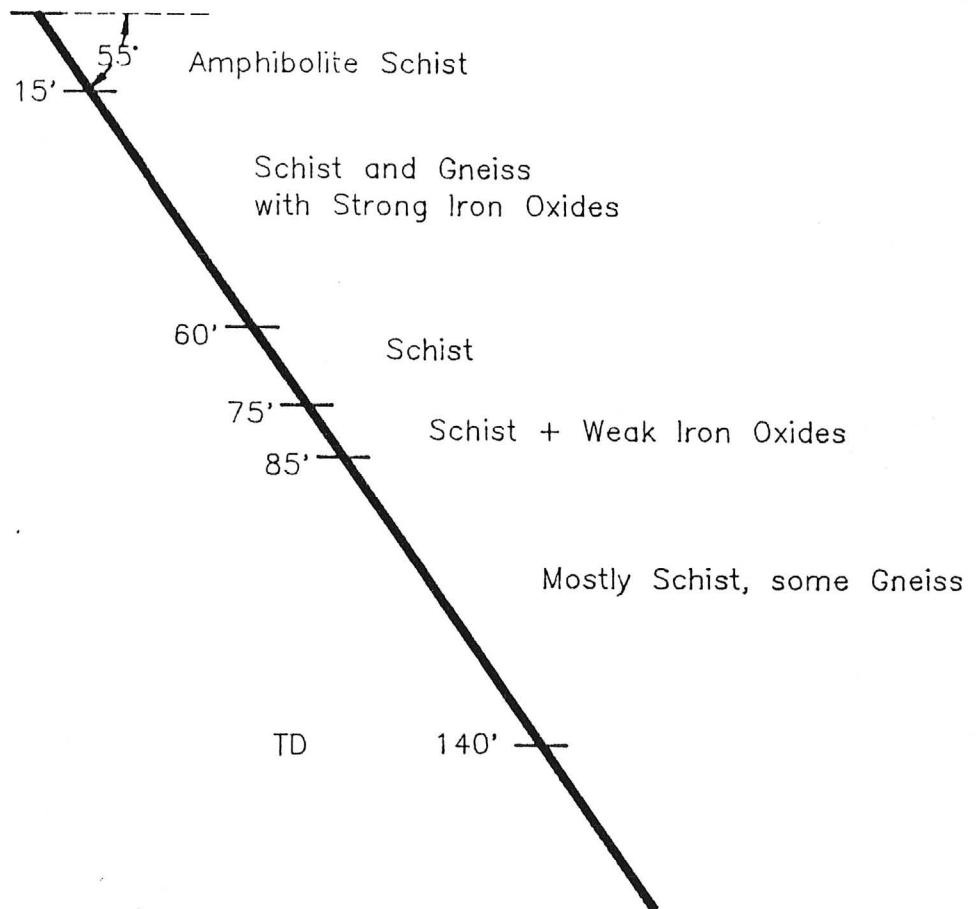 55°
Amphibolite Schist
15'
Schist and Gneiss
with Strong Iron Oxides
60'
Schist
75'
Schist + Weak Iron Oxides
85'
Mostly Schist, some Gneiss
TD 140'